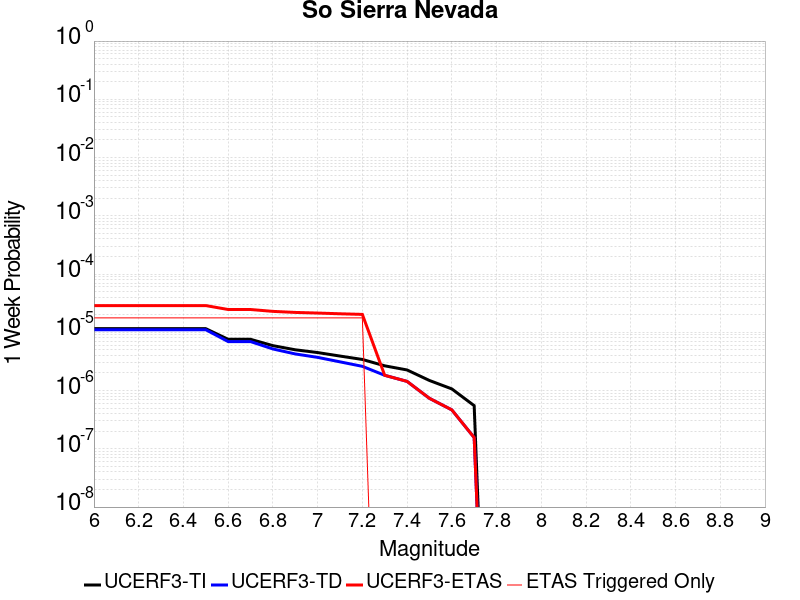 So Sierra Nevada
10^0
10^-1
10^-2
10^-3
10^-4
10^-5
10^-6
10^-7
10^-8
1 Week Probability
6 6.2 6.4 6.6 6.8 7 7.2 7.4 7.6 7.8 8 8.2 8.4 8.6 8.8 9
Magnitude
UCERF3-TI UCERF3-TD UCERF3-ETAS ETAS Triggered Only